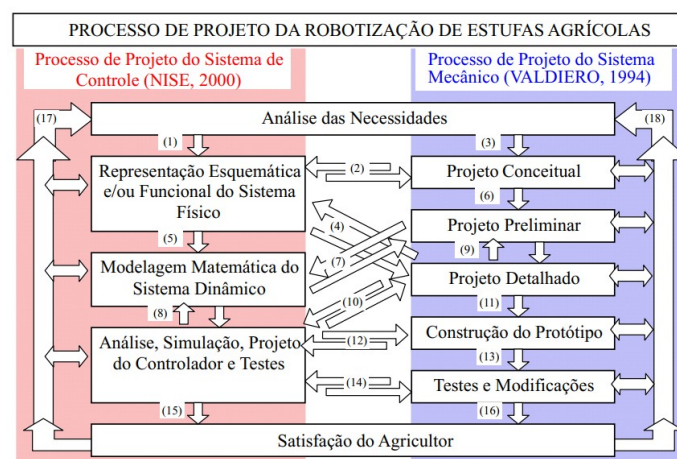 PROCESSO DE PROJETO DA ROBOTIZAÇÃO DE ESTUFAS AGRÍCOLAS
Processo de Projeto do Sistema de
Controle (NISE, 2000)
Processo de Projeto do Sistema
Mecânico (VALDIERO, 1994)
(17)
Análise das Necessidades
(18)
(1)
(3)
Representação Esquemática
e/ou Funcional do Sistema
Físico
(2)
Projeto Conceitual
(6)
(4)
Projeto Preliminar
(5)
(7)
(9)
Modelagem Matemática do
Sistema Dinâmico
Projeto Detalhado
(8)
(10)
(11)
Análise, Simulação, Projeto
do Controlador e Testes
(12)
Construção do Protótipo
(13)
(14)
Testes e Modificações
(15)
(16)
Satisfação do Agricultor